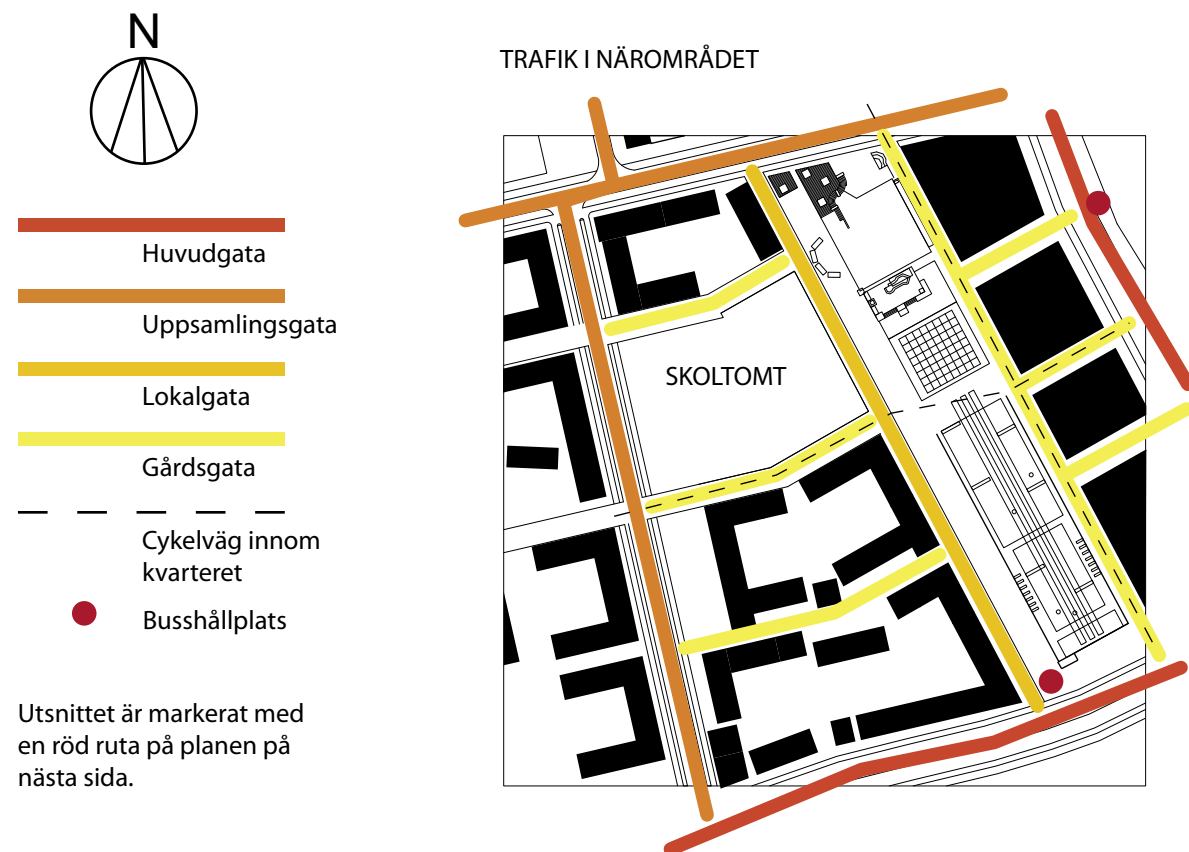 N
TRAFIK I NÄROMRÅDET
Huvudgata
Uppsamlingsgata
Lokalgata
Gårdsgata
Cykelväg innom
kvarteret
Busshållplats
Utsnittet är markerat med
en röd ruta på planen på
nästa sida.
SKOLTOMT